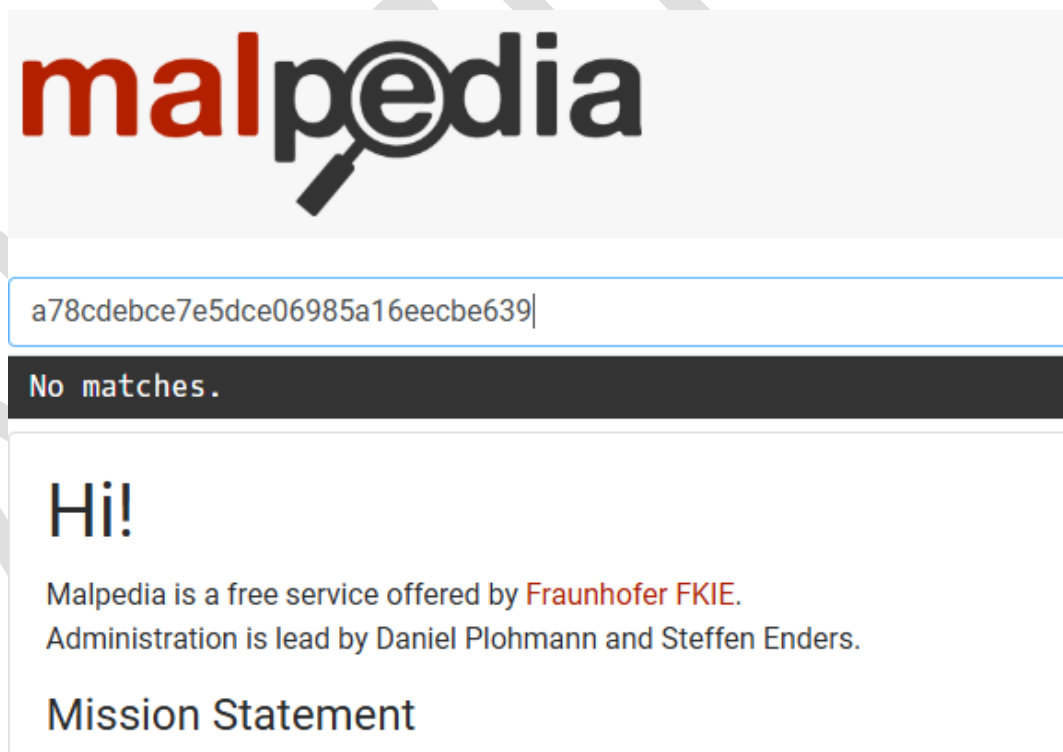 malpedia
a78cdebce7e5dce06985a16eecbe639
No matches.
Hi!
Malpedia is a free service offered by Fraunhofer FKIE.
Administration is lead by Daniel Plohmann and Steffen Enders.
Mission Statement